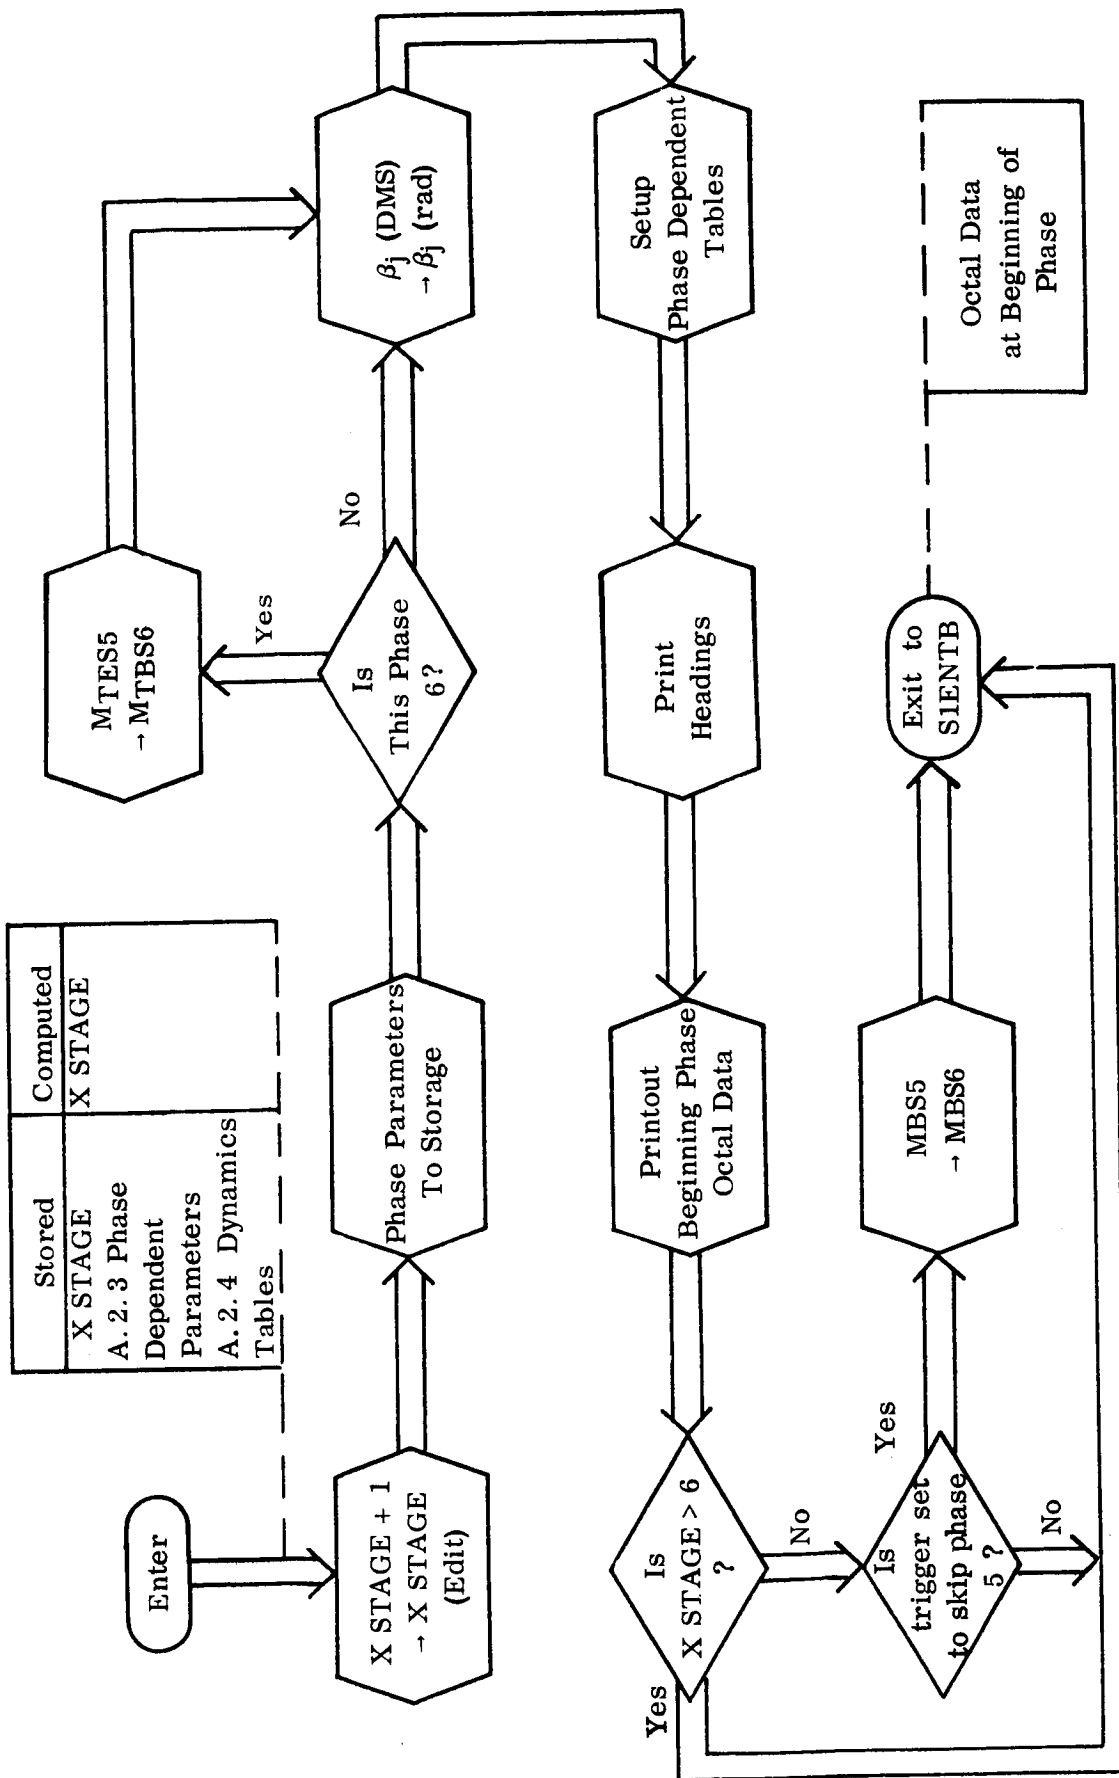 Enter
Stored
Computed
X STAGE
X STAGE
A.2.3 Phase
Dependent
Parameters
A.2.4 Dynamics
Tables
X STAGE + 1
→ X STAGE
(Edit)
Phase Parameters
To Storage
Is
This Phase
6?
Yes
No
MTES5
→ MTBS6
βj (DMS)
→ βj (rad)
Setup
Phase Dependent
Tables
Print
Headings
Printout
Beginning Phase
Octal Data
Is
X STAGE > 6
?
Yes
No
Is
trigger set
to skip phase
5 ?
Yes
No
MBS5
→ MBS6
Exit to
S1ENTB
Octal Data
at Beginning of
Phase